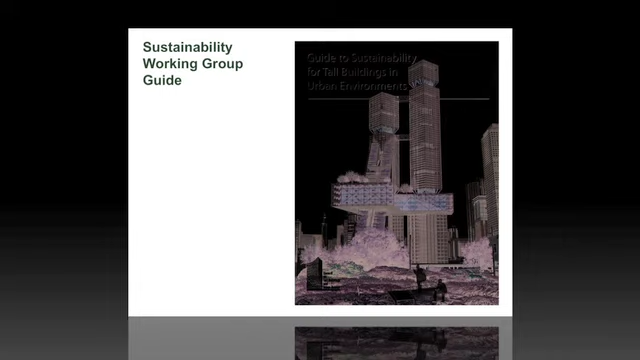 Sustainability
Working Group
Guide
Guide to Sustainability
for Tall Buildings in
Urban Environments